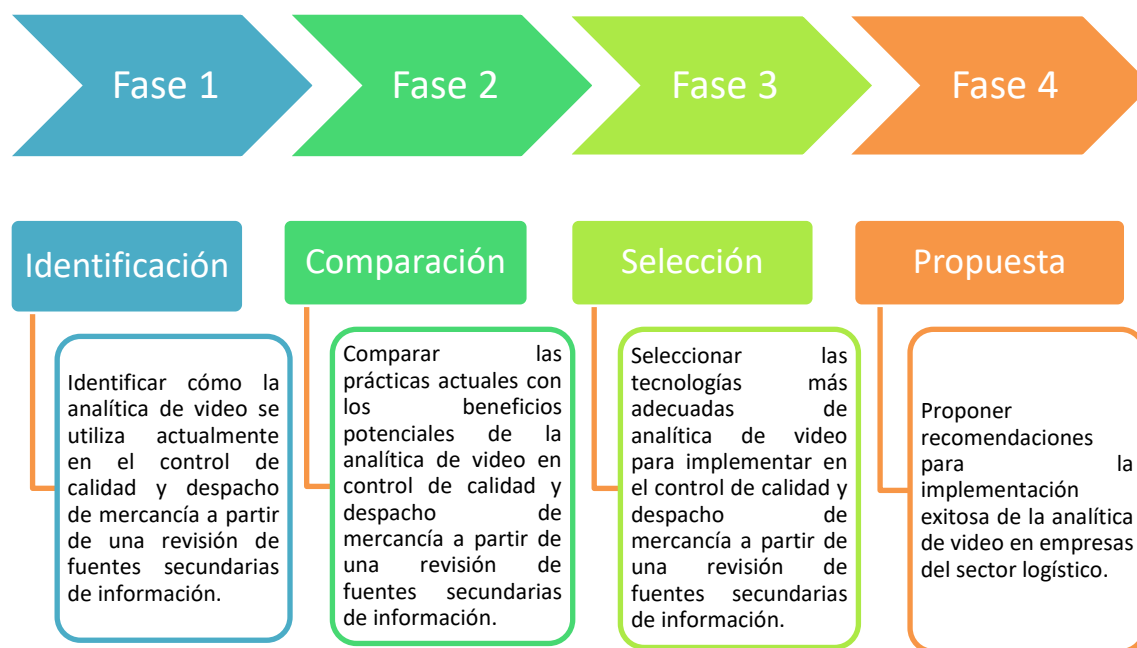 Fase 1
Fase 2
Fase 3
Fase 4
Identificación
Identificar cómo la
analítica de video se
utiliza actualmente
en el control de
calidad y despacho
de mercancía a partir
de una revisión de
fuentes secundarias
de información.
Comparación
Comparar las
prácticas actuales con
los beneficios
potenciales de la
analítica de video en
control de calidad y
despacho de
mercancía a partir de
una revisión de
fuentes secundarias
de información.
Selección
Seleccionar las
tecnologías más
adecuadas de
analítica de video
para implementar en
el control de calidad y
despacho de
mercancía a partir de
una revisión de
fuentes secundarias
de información.
Propuesta
Proponer
recomendaciones
para la
implementación
exitosa de la analítica
de video en empresas
del sector logístico.